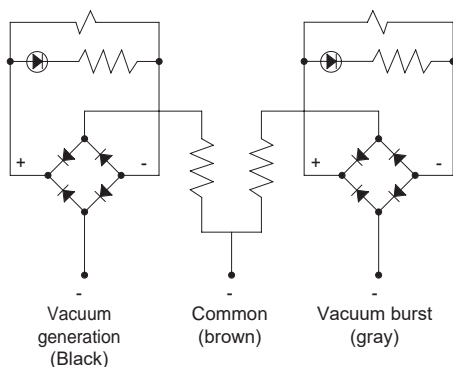 +
-
+
-
-
-
-
Vacuum
generation
(Black)
Common
(brown)
Vacuum burst
(gray)